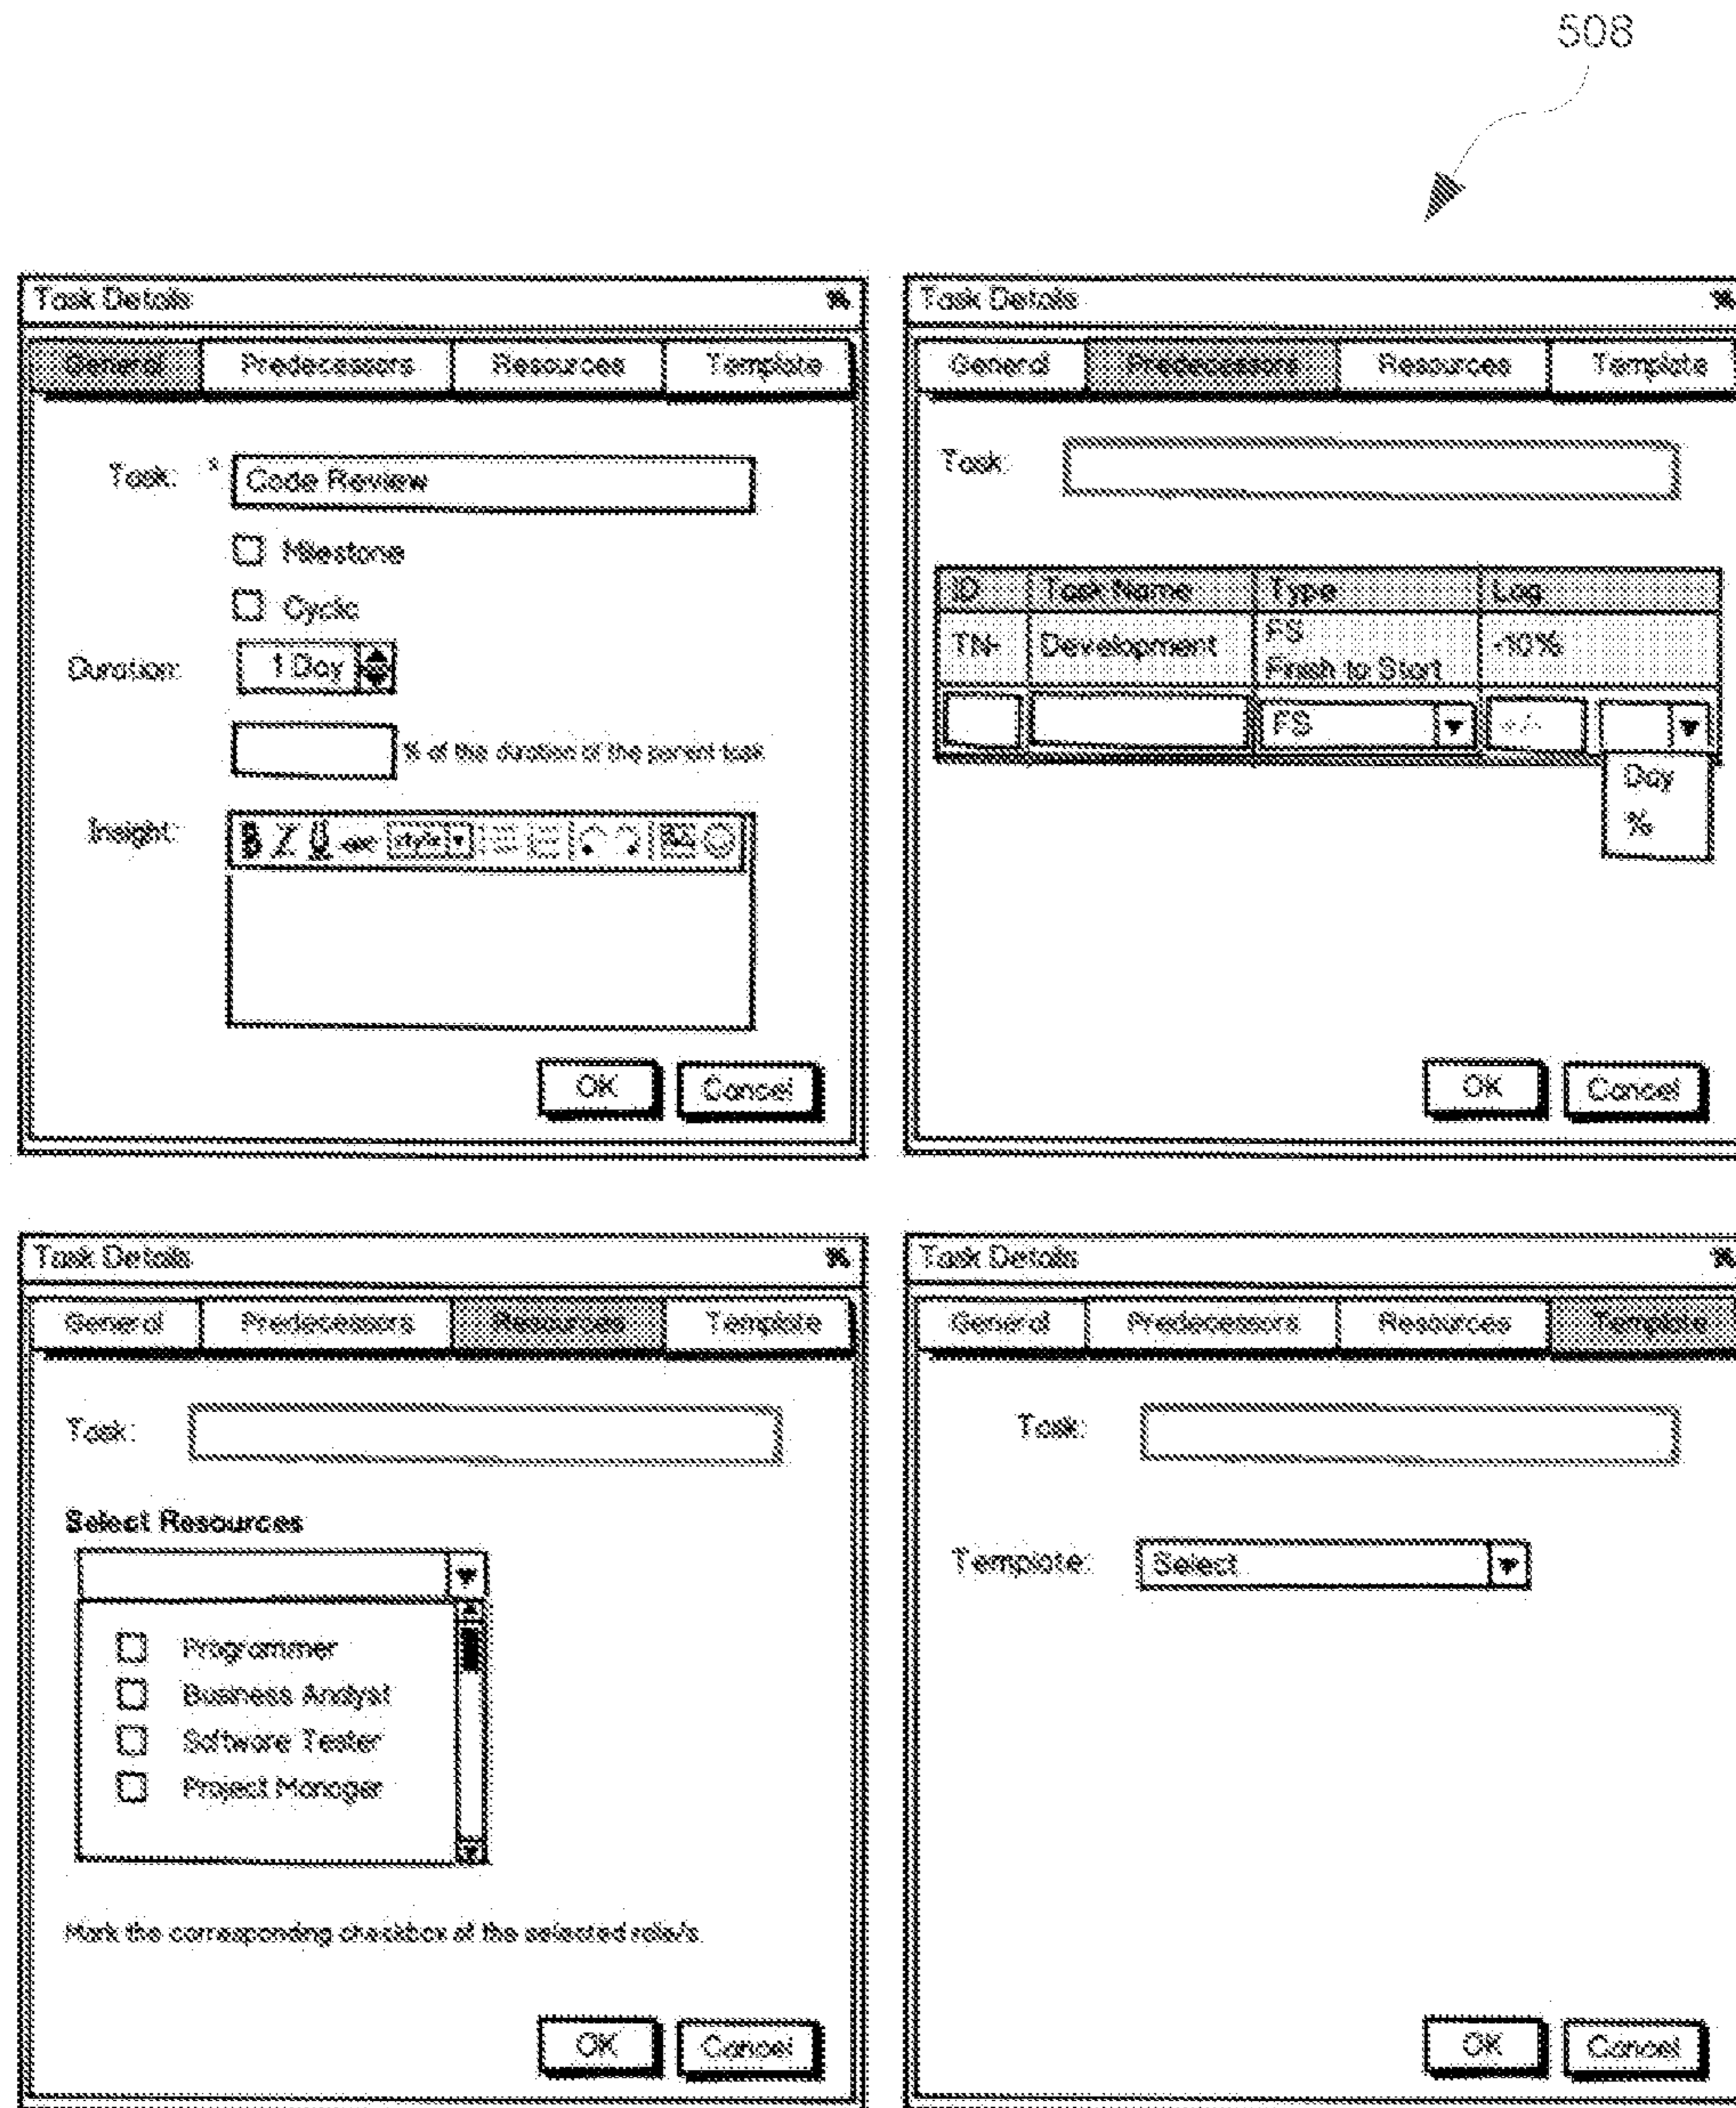 508
Task Details
General Predecessors Resources Template
Task: * Code Review
Milestone
Cyclic
Duration: 1 Day
% of the duration of the parent task
Insight: B I U abc style
OK Cancel
Task Details
General Predecessors Resources Template
Task:
ID Task Name Type Lag
TN- Development FS Finish to Start -10%
FS +/-
Day
%
OK Cancel
Task Details
General Predecessors Resources Template
Task:
Select Resources
Programmer
Business Analyst
Software Tester
Project Manager
Mark the corresponding checkbox of the selected role/s.
OK Cancel
Task Details
General Predecessors Resources Template
Task:
Template: Select
OK Cancel